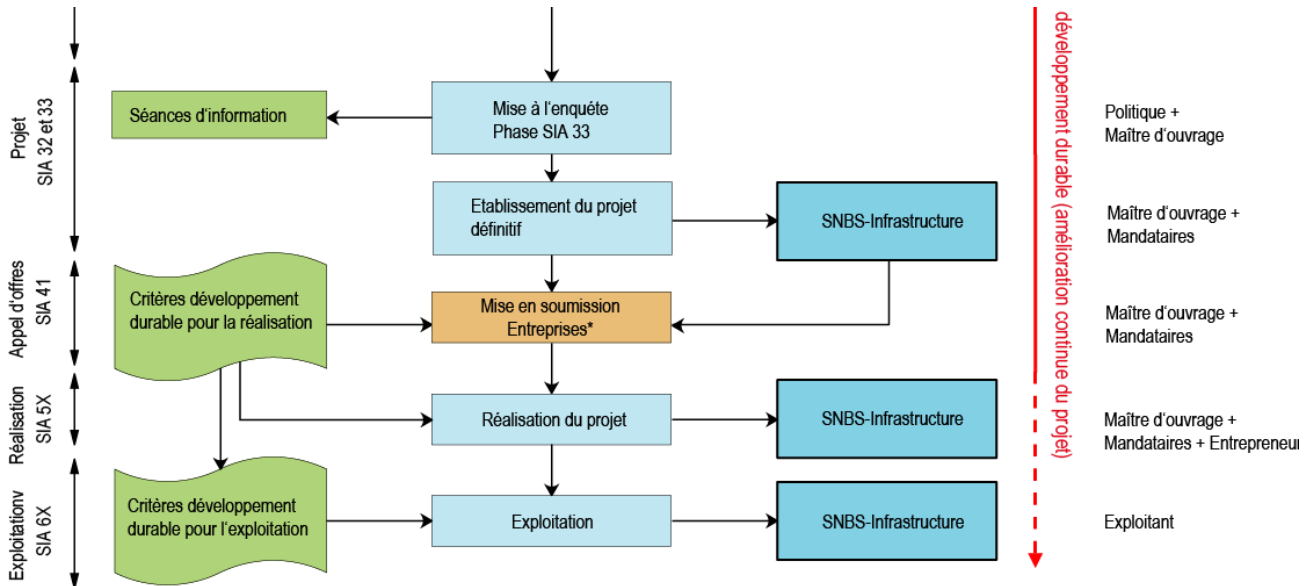 Projet
SIA 32 et 33
Séances d‘information
Mise à l‘enquête
Phase SIA 33
Politique +
Maître d‘ouvrage
Etablissement du projet
définitif
SNBS-Infrastructure
Maître d‘ouvrage +
Mandataires
Appel d‘offres
SIA 41
Critères développement
durable pour la réalisation
Mise en soumission
Entreprises*
Maître d‘ouvrage +
Mandataires
Réalisation
SIA 5X
Réalisation du projet
SNBS-Infrastructure
Maître d‘ouvrage +
Mandataires + Entrepreneur
Exploitationv
SIA 6X
Critères développement
durable pour l‘exploitation
Exploitation
SNBS-Infrastructure
Exploitant
développement durable (amélioration continue du projet)